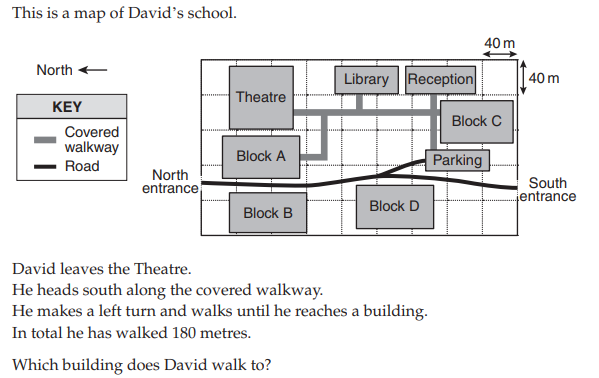 This is a map of David's school.
40 m
North
40 m
Library
Reception
Theatre
KEY
Block C
Covered
walkway
Block A
Parking
Road
North
entrance
South
entrance
Block B
Block D
David leaves the Theatre.
He heads south along the covered walkway.
He makes a left turn and walks until he reaches a building.
In total he has walked 180 metres.
Which building does David walk to?